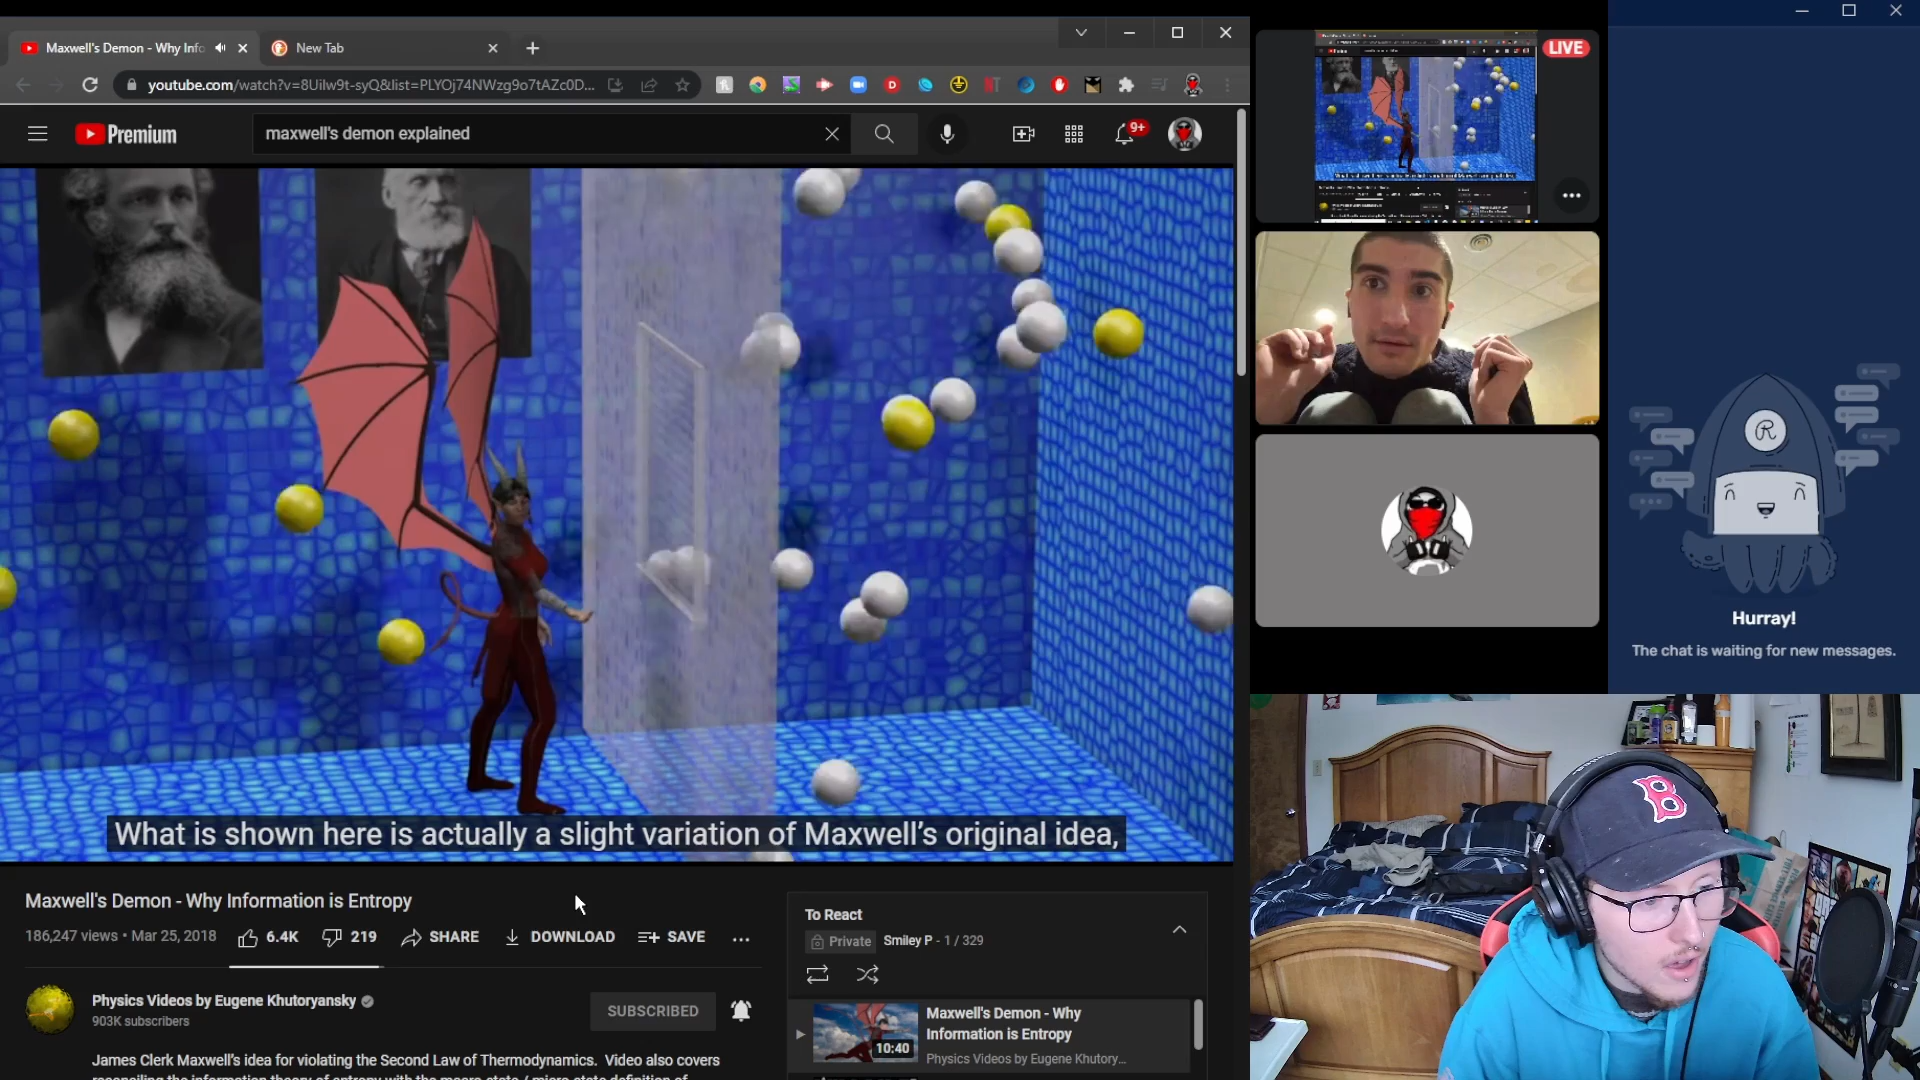 Maxwell's Demon - Why Info
New Tab
youtube.com/watch?v=8Uilw9t-syQ&list=PLYOj74NWzg9o7tAZc0D...
Premium
maxwell's demon explained
9+
LIVE
What is shown here is actually a slight variation of Maxwell's original idea,
Maxwell's Demon - Why Information is Entropy
186,247 views • Mar 25, 2018
6.4K
219
SHARE
DOWNLOAD
SAVE
Physics Videos by Eugene Khutoryansky
903K subscribers
SUBSCRIBED
James Clerk Maxwell's idea for violating the Second Law of Thermodynamics. Video also covers
To React
Private
Smiley P - 1 / 329
10:40
Maxwell's Demon - Why
Information is Entropy
Physics Videos by Eugene Khutory...
Hurray!
The chat is waiting for new messages.
B